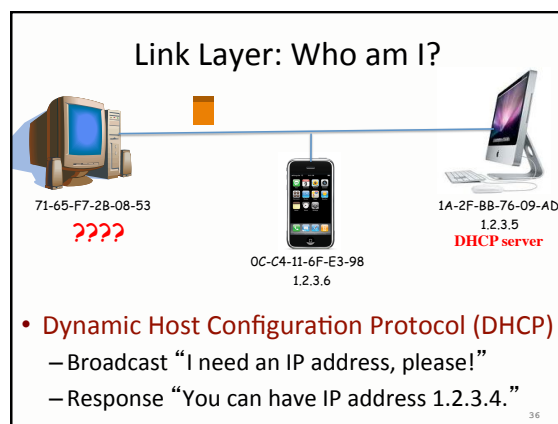 Link Layer: Who am I?
71-65-F7-2B-08-53
????
0C-C4-11-6F-E3-98
1.2.3.6
1A-2F-BB-76-09-AD
1.2.3.5
DHCP server
• Dynamic Host Configuration Protocol (DHCP)
– Broadcast “I need an IP address, please!”
– Response “You can have IP address 1.2.3.4.”
36